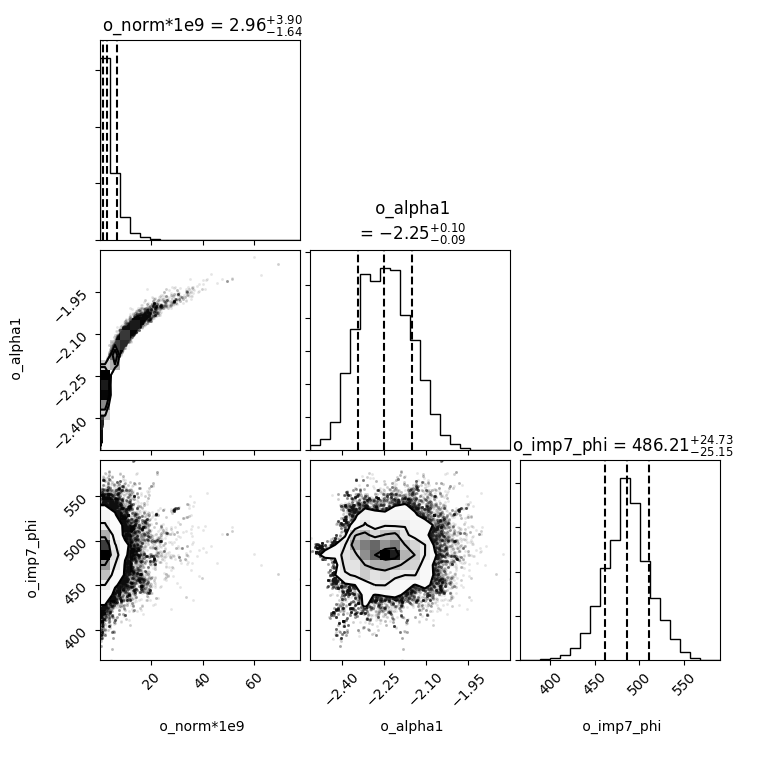 o_norm*1e9 = 2.96+3.90−1.64
o_alpha1
= −2.25+0.10−0.09
o_alpha1
−1.95
−2.10
−2.25
−2.40
o_imp7_phi = 486.21+24.73−25.15
o_imp7_phi
550
500
450
400
20
40
60
−2.40
−2.25
−2.10
−1.95
400
450
500
550
o_norm*1e9
o_alpha1
o_imp7_phi